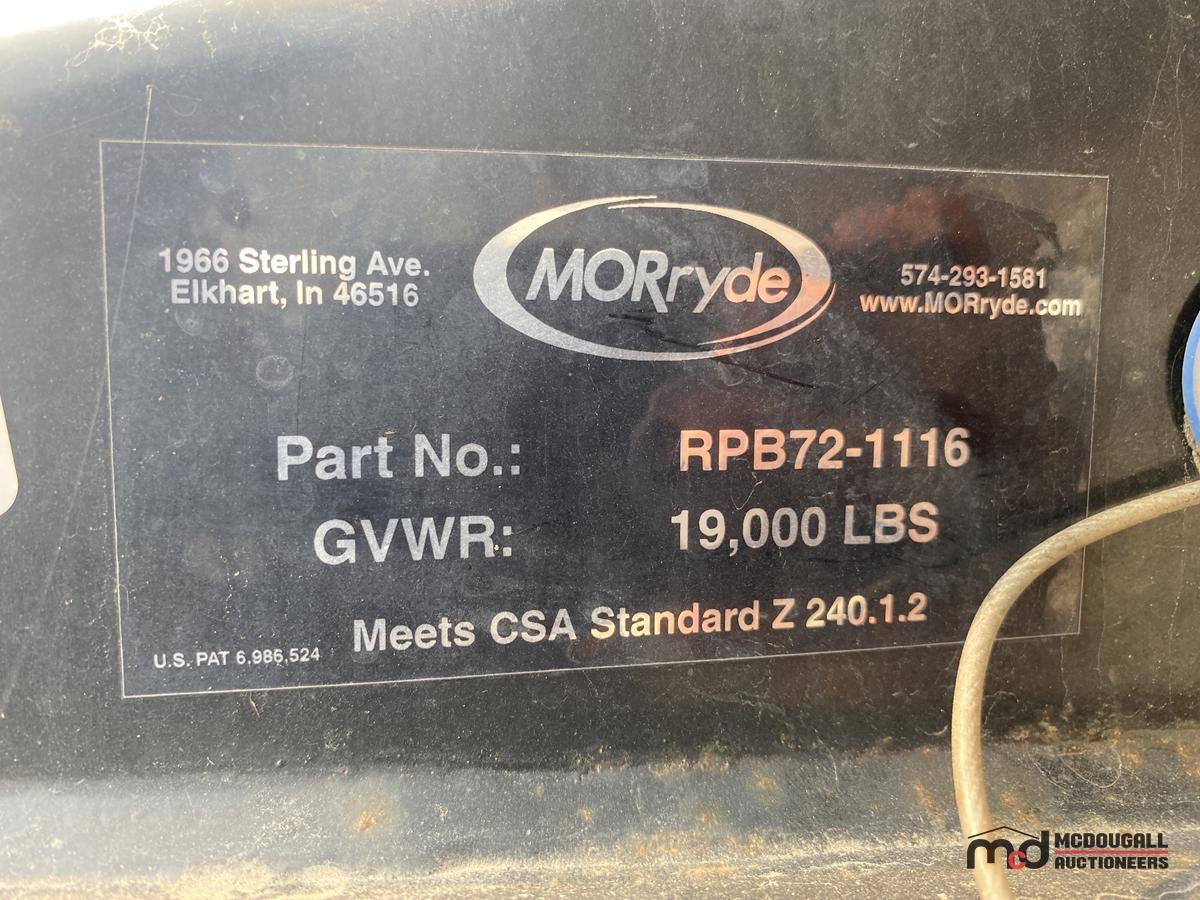 1966 Sterling Ave.
Elkhart, In 46516
MORryde
574-293-1581
www.MORryde.com
Part No.: RPB72-1116
GVWR: 19,000 LBS
Meets CSA Standard Z 240.1.2
U.S. PAT 6,986,524
mcd MCDOUGALL
AUCTIONEERS